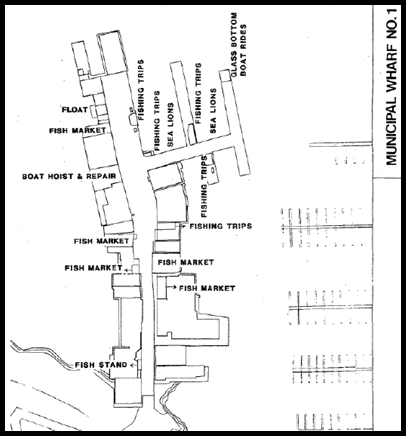 MUNICIPAL WHARF NO.1
GLASS BOTTOM
BOAT RIDES
FISHING TRIPS
FISHING TRIPS
SEA LIONS
FISHING TRIPS
SEA LIONS
FLOAT
FISH MARKET
BOAT HOIST & REPAIR
FISHING TRIPS
FISHING TRIPS
FISH MARKET
FISH MARKET
FISH MARKET
FISH MARKET
FISH STAND